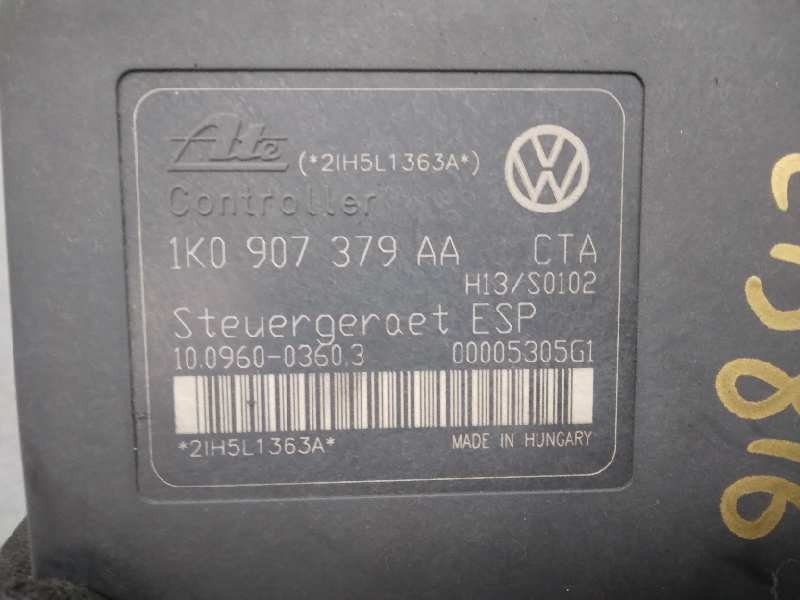 Ate (*2IH5L1363A*)
Controller
1K0 907 379 AA CTA
H13/S0102
Steuergeraet ESP
10.0960-0360.3 00005305G1
*2IH5L1363A*
MADE IN HUNGARY